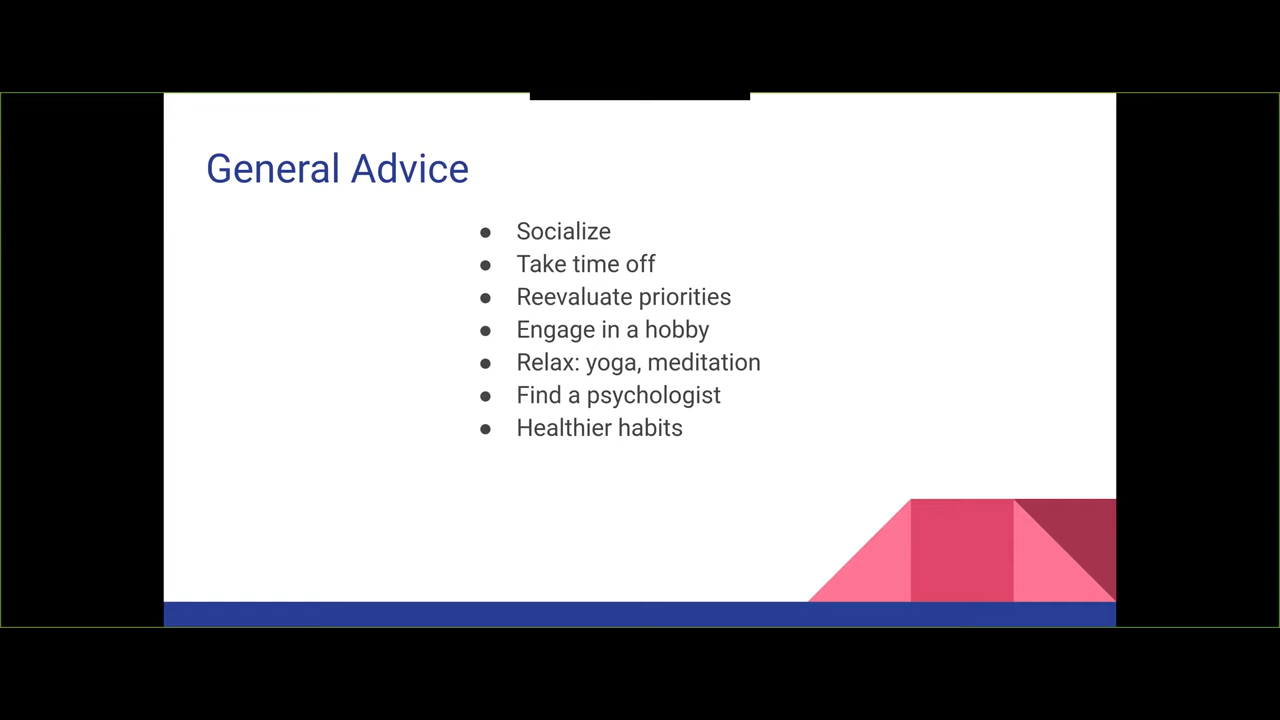 General Advice
● Socialize
● Take time off
● Reevaluate priorities
● Engage in a hobby
● Relax: yoga, meditation
● Find a psychologist
● Healthier habits